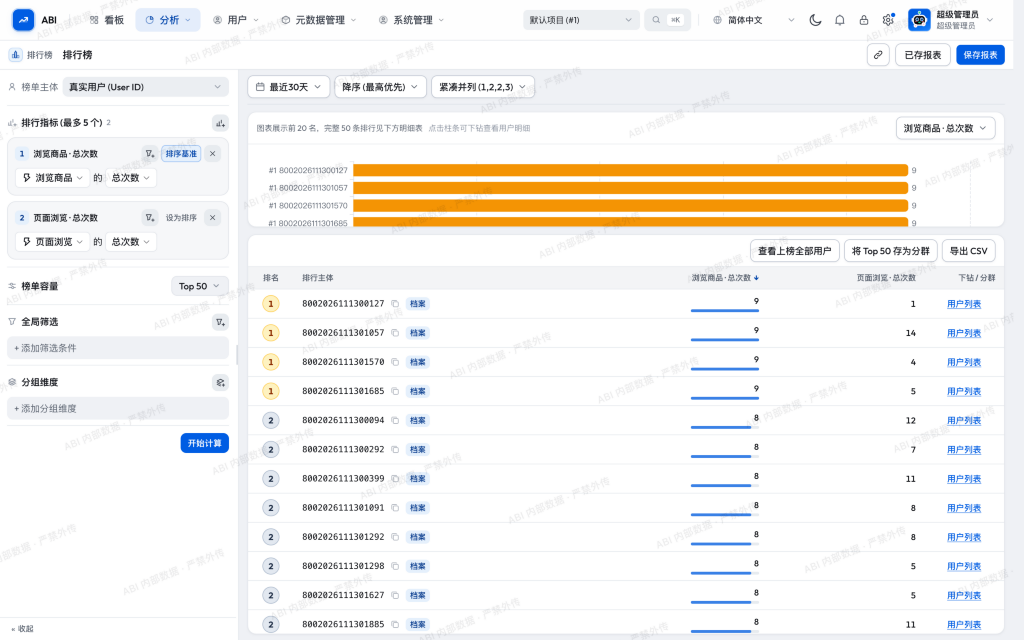 ABI
看板
分析
用户
元数据管理
系统管理
默认项目 (#1)
⌘K
简体中文
超级管理员
超级管理员
排行榜
排行榜
已存报表
保存报表
榜单主体
真实用户 (User ID)
排行指标 (最多 5 个) 2
1 浏览商品 · 总次数
排序基准
浏览商品 的 总次数
2 页面浏览 · 总次数
设为排序
页面浏览 的 总次数
榜单容量
Top 50
全局筛选
+ 添加筛选条件
分组维度
+ 添加分组维度
开始计算
« 收起
最近30天
降序 (最高优先)
紧凑并列 (1,2,2,3)
图表展示前 20 名，完整 50 条排行见下方明细表 点击柱条可下钻查看用户明细
浏览商品 · 总次数
#1 8002026111300127 9
#1 8002026111301057 9
#1 8002026111301570 9
#1 8002026111301685 9
查看上榜全部用户
将 Top 50 存为分群
导出 CSV
排名 排行主体 浏览商品 · 总次数 页面浏览 · 总次数 下钻 / 分群
1 8002026111300127 档案 9 1 用户列表
1 8002026111301057 档案 9 14 用户列表
1 8002026111301570 档案 9 4 用户列表
1 8002026111301685 档案 9 5 用户列表
2 8002026111300094 档案 8 12 用户列表
2 8002026111300292 档案 8 7 用户列表
2 8002026111300399 档案 8 11 用户列表
2 8002026111301091 档案 8 8 用户列表
2 8002026111301292 档案 8 8 用户列表
2 8002026111301298 档案 8 5 用户列表
2 8002026111301627 档案 8 5 用户列表
2 8002026111301885 档案 8 11 用户列表
ABI 内部数据 · 严禁外传